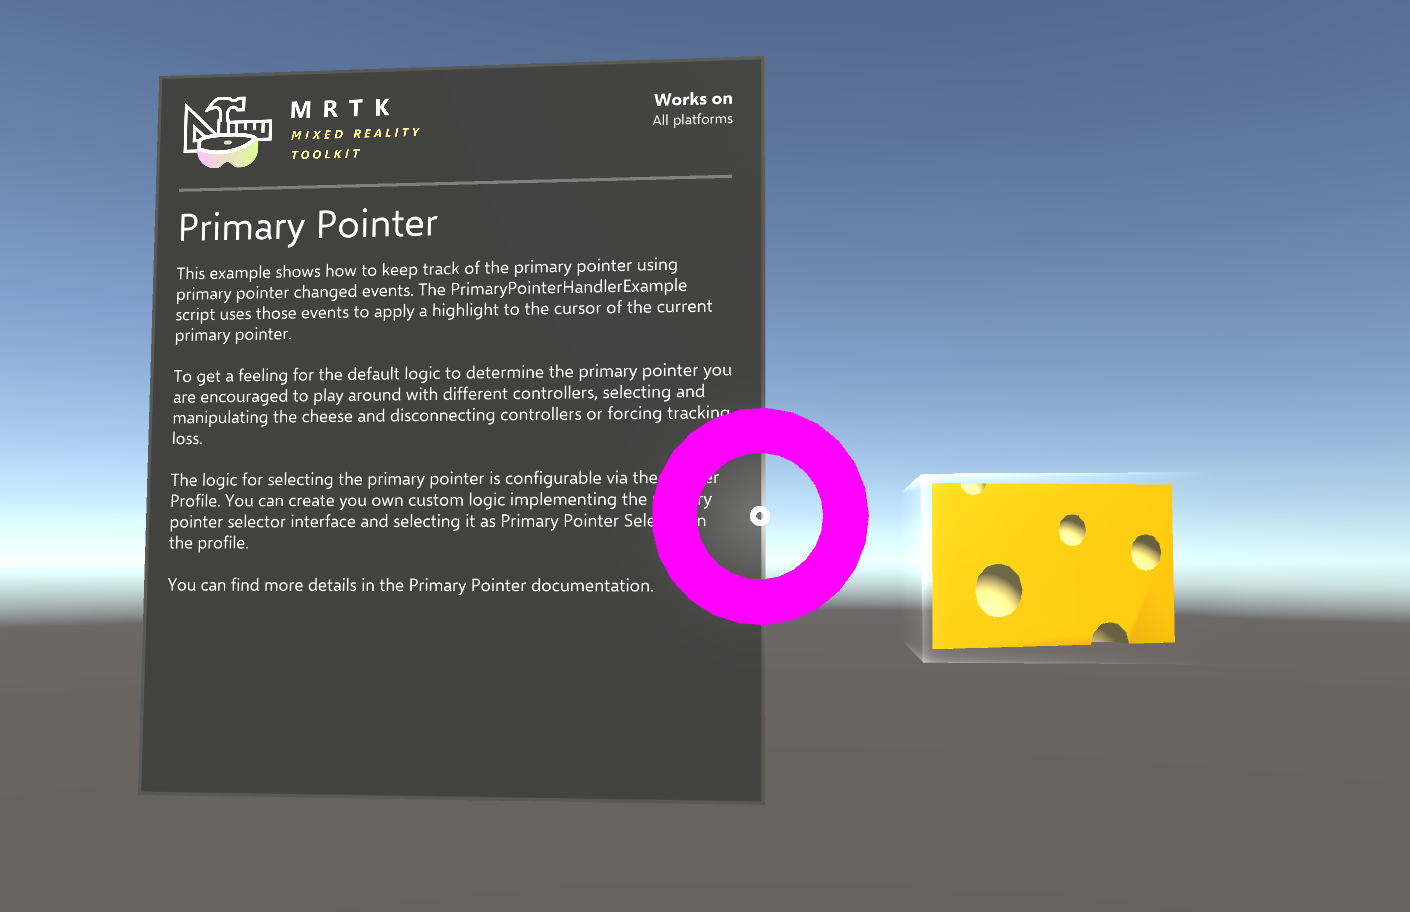 MRTK
MIXED REALITY
TOOLKIT
Works on
All platforms
Primary Pointer
This example shows how to keep track of the primary pointer using
primary pointer changed events. The PrimaryPointerHandlerExample
script uses those events to apply a highlight to the cursor of the current
primary pointer.
To get a feeling for the default logic to determine the primary pointer you
are encouraged to play around with different controllers, selecting and
manipulating the cheese and disconnecting controllers or forcing tracking
loss.
The logic for selecting the primary pointer is configurable via the
Profile. You can create you own custom logic implementing the
pointer selector interface and selecting it as Primary Pointer
the profile.
You can find more details in the Primary Pointer documentation.